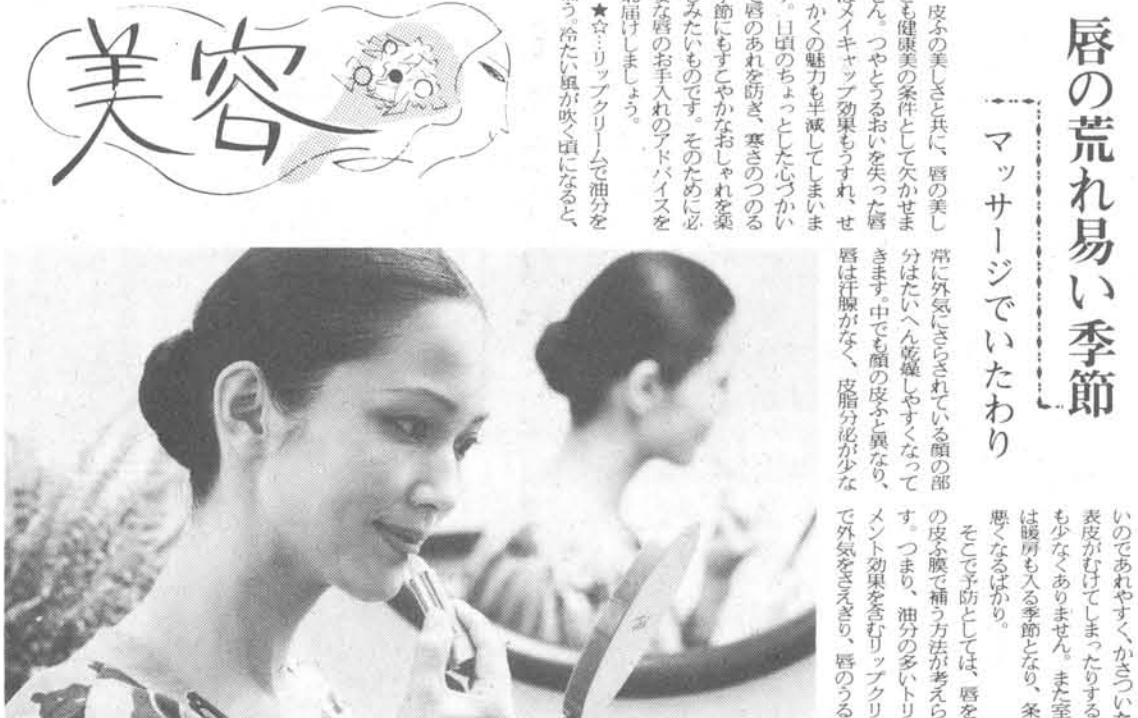 唇の荒れ易い季節
マッサージでいたわり
美容
皮ふの美しさと共に、唇の美し
も健康美の条件として欠かせま
ん。つやとうるおいを失った唇
メイキャップ効果もうすれ、せ
かくの魅力も半減してしまいま
。日頃のちょっとした心づかい
唇のあれを防ぎ、寒さのつのる
節にもすこやかなおしゃれを楽
みたいものです。そのために必
な唇のお手入れのアドバイスを
届けしましょう。
★☆…リップクリームで油分を
う。冷たい風が吹く頃になると、
常に外気にさらされている顔の部
分はたいへん乾燥しやすくなって
きます。中でも顔の皮ふと異なり、
唇は汗腺がなく、皮脂分泌が少な
いのであれやすく、かさつい
表皮がむけてしまったりする
も少なくありません。また室
は暖房も入る季節となり、条
悪くなるばかり。
そこで予防としては、唇を
の皮ふ膜で補う方法が考えら
す。つまり、油分の多いトリ
メント効果を含むリップクリ
で外気をさえぎり、唇のうる